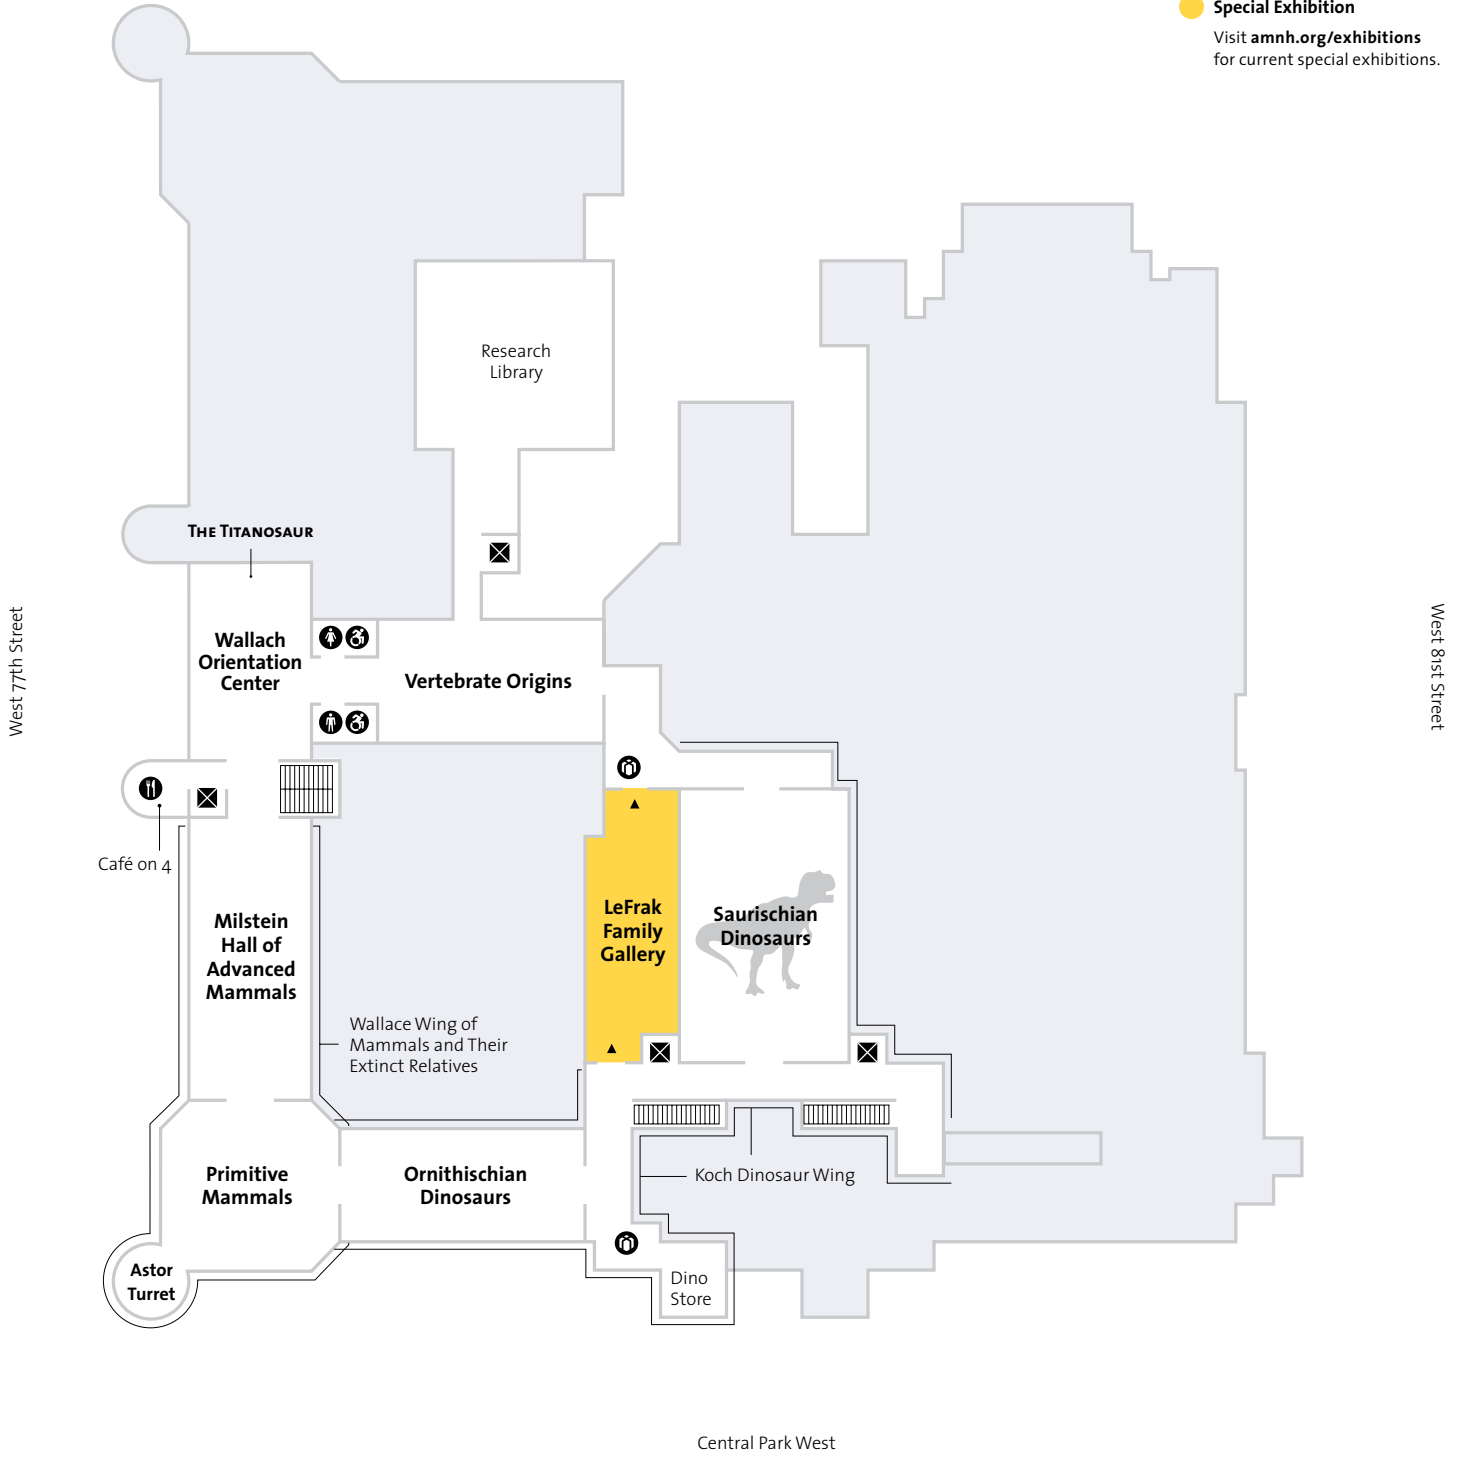 Special Exhibition
Visit amnh.org/exhibitions
for current special exhibitions.
Research
Library
THE TITANOSAUR
Wallach
Orientation
Center
Vertebrate Origins
West 77th Street
West 81st Street
Café on 4
Milstein
Hall of
Advanced
Mammals
LeFrak
Family
Gallery
Saurischian
Dinosaurs
Wallace Wing of
Mammals and Their
Extinct Relatives
Primitive
Mammals
Ornithischian
Dinosaurs
Koch Dinosaur Wing
Astor
Turret
Dino
Store
Central Park West